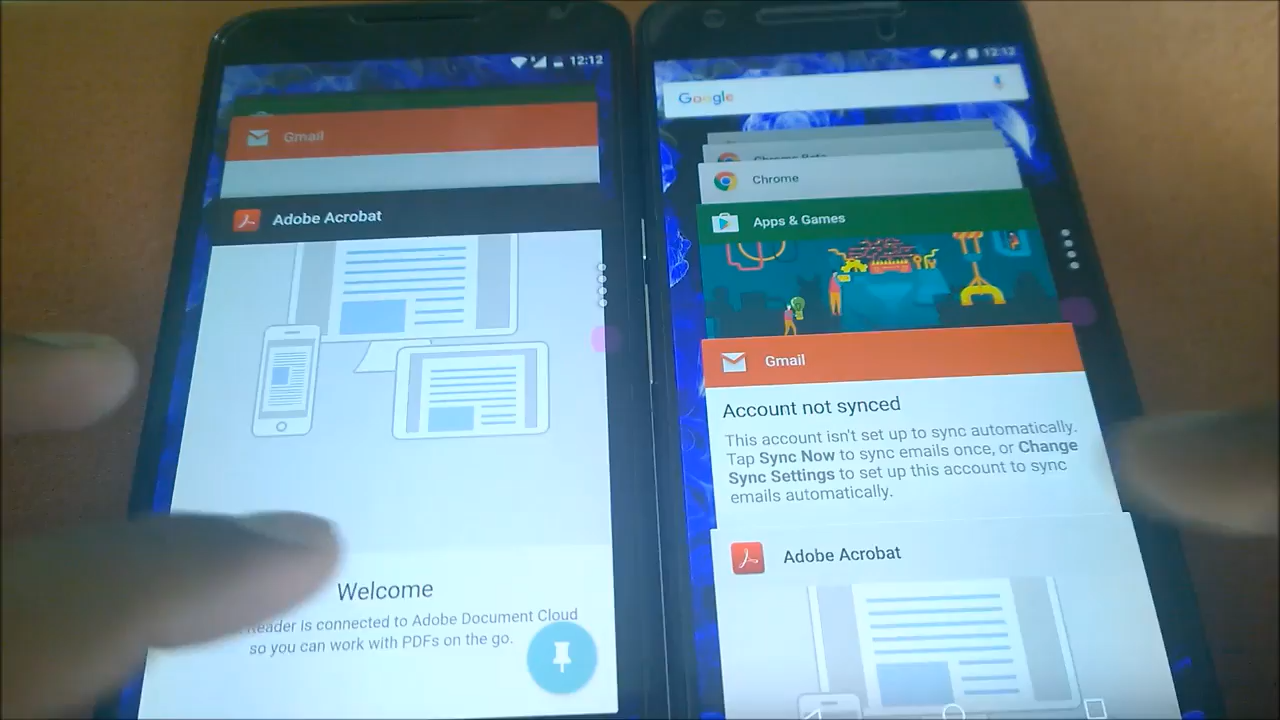 12:12
Gmail
Adobe Acrobat
Welcome
Reader is connected to Adobe Document Cloud
so you can work with PDFs on the go.
12:12
Google
Chrome Beta
Chrome
Apps & Games
Gmail
Account not synced
This account isn't set up to sync automatically.
Tap Sync Now to sync emails once, or Change
Sync Settings to set up this account to sync
emails automatically.
Adobe Acrobat